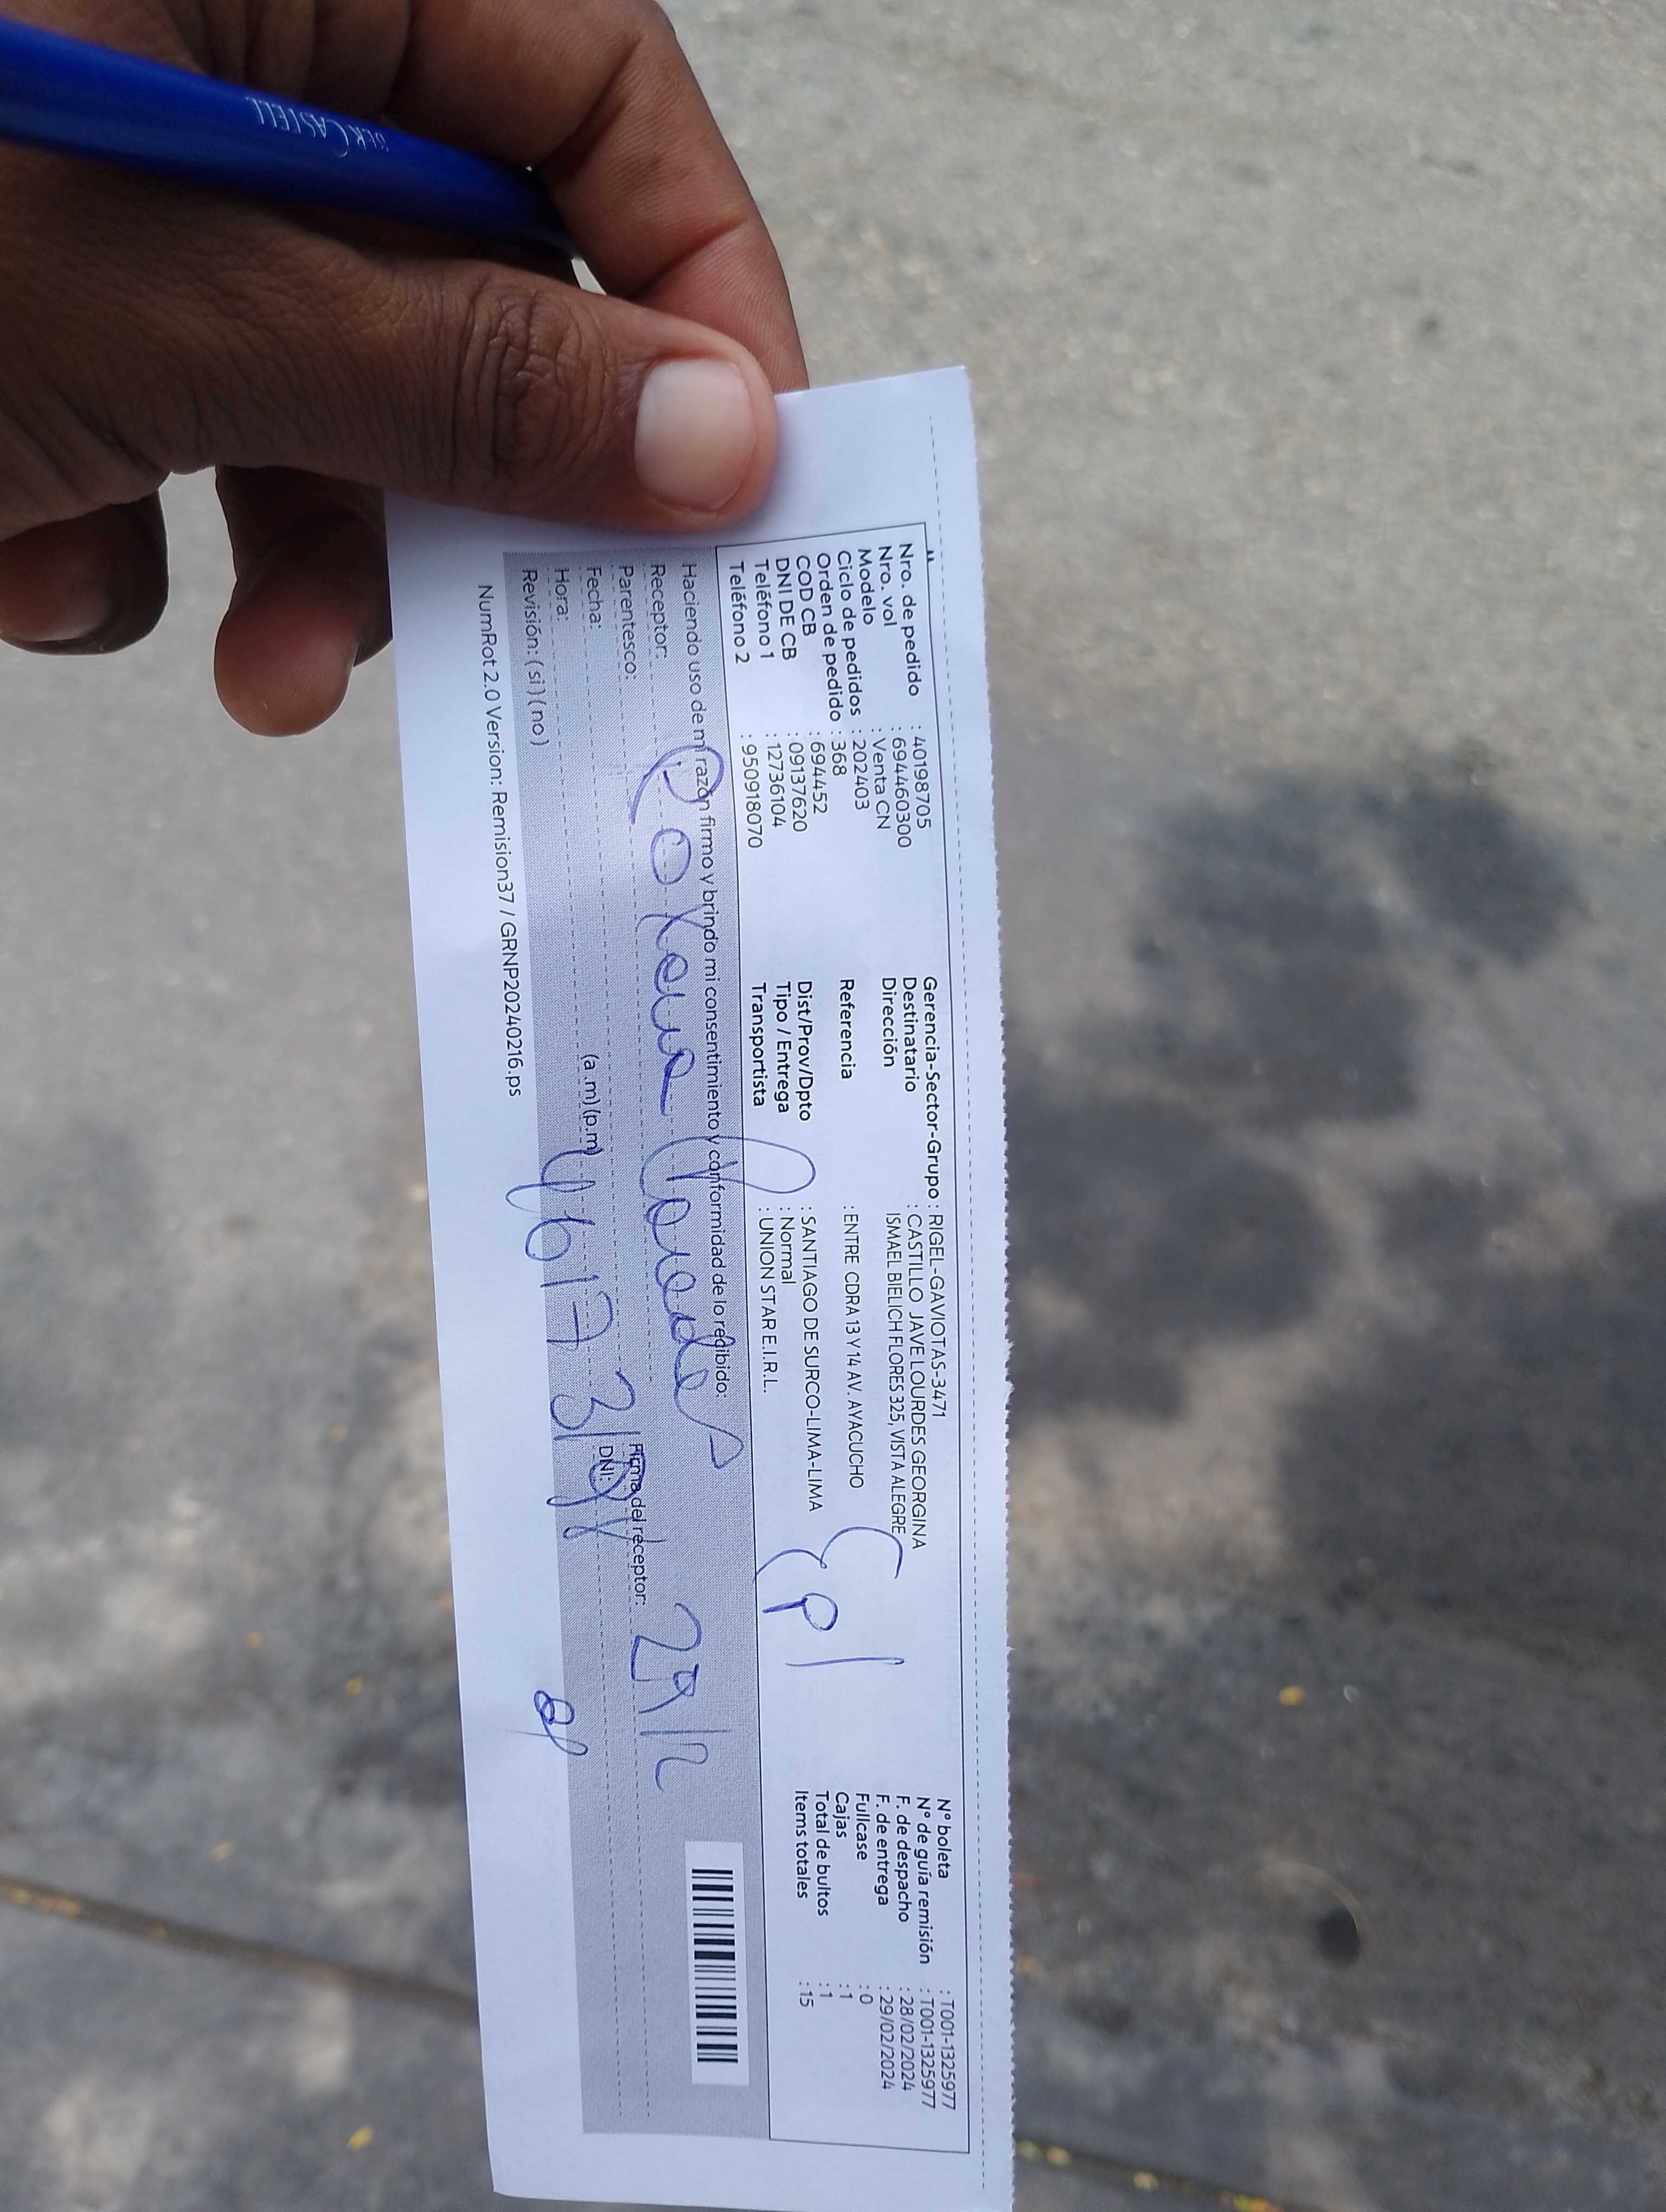 BER CASTELL
Nro. de pedido : 40198705
Nro. vol : 694460300
Modelo : Venta CN
Ciclo de pedidos : 202403
Orden de pedido : 368
COD CB : 694452
DNI DE CB : 09137620
Teléfono 1 : 12736104
Teléfono 2 : 950918070
Gerencia-Sector-Grupo : RIGEL-GAVIOTAS-3471
Destinatario : CASTILLO JAVE LOURDES GEORGINA
Dirección ISMAEL BIELICH FLORES 325, VISTA ALEGRE
Referencia : ENTRE CDRA 13 Y 14 AV. AYACUCHO
Dist/Prov/Dpto : SANTIAGO DE SURCO-LIMA-LIMA
Tipo / Entrega : Normal
Transportista : UNION STAR E.I.R.L.
N° boleta : T001-1325977
N° de guía remisión : T001-1325977
F. de despacho : 28/02/2024
F. de entrega : 29/02/2024
Fullcase : 0
Cajas : 1
Total de bultos : 1
Items totales : 15
Haciendo uso de mi razón firmo y brindo mi consentimiento y conformidad de lo recibido:
Receptor:
Parentesco:
Fecha:
Hora: (a.m) (p.m)
Revisión: (si) (no)
Firma del receptor:
DNI:
NumRot 2.0 Version: Remision37 / GRNP20240216.ps